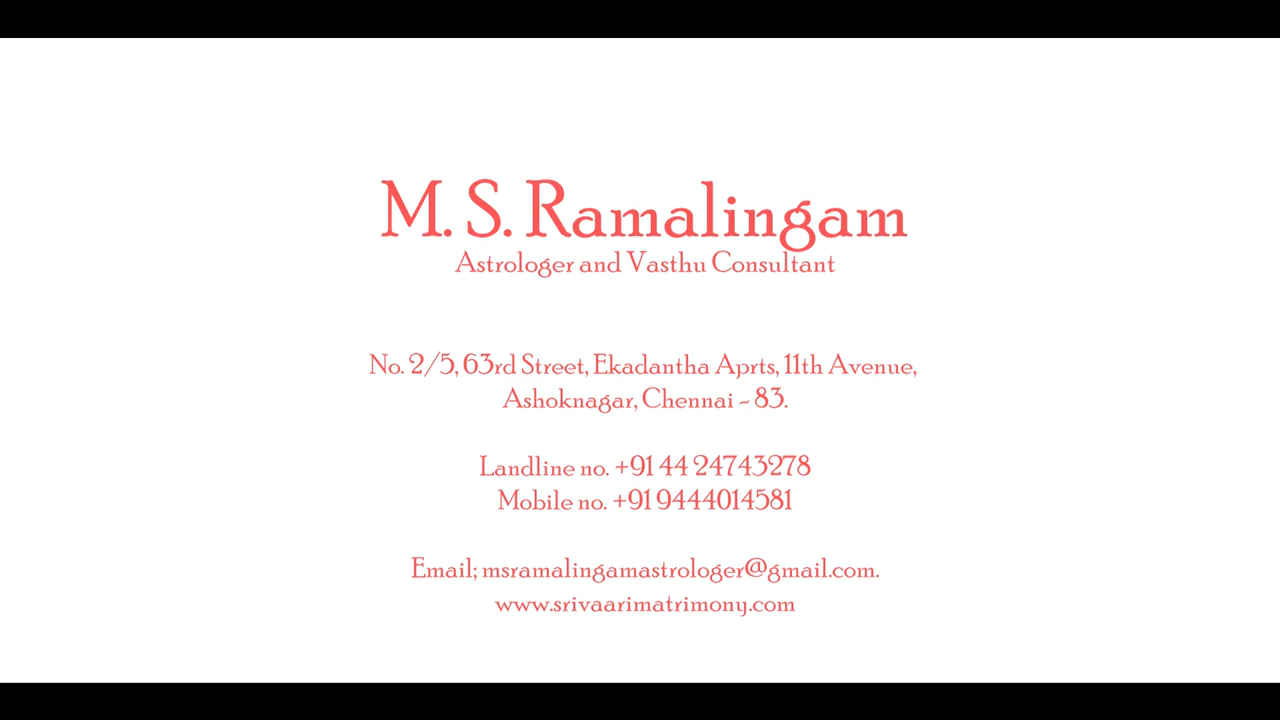 M. S. Ramalingam
Astrologer and Vasthu Consultant
No. 2/5, 63rd Street, Ekadantha Aprts, 11th Avenue,
Ashoknagar, Chennai - 83.
Landline no. +91 44 24743278
Mobile no. +91 9444014581
Email; msramalingamastrologer@gmail.com.
www.srivaarimatrimony.com